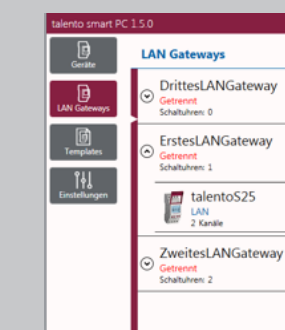 talento smart PC 1.5.0
Geräte
LAN Gateways
Templates
Einstellungen
LAN Gateways
DrittesLANGateway
Getrennt
Schaltuhren: 0
ErstesLANGateway
Getrennt
Schaltuhren: 1
talentoS25
LAN
2 Kanäle
ZweitesLANGateway
Getrennt
Schaltuhren: 2